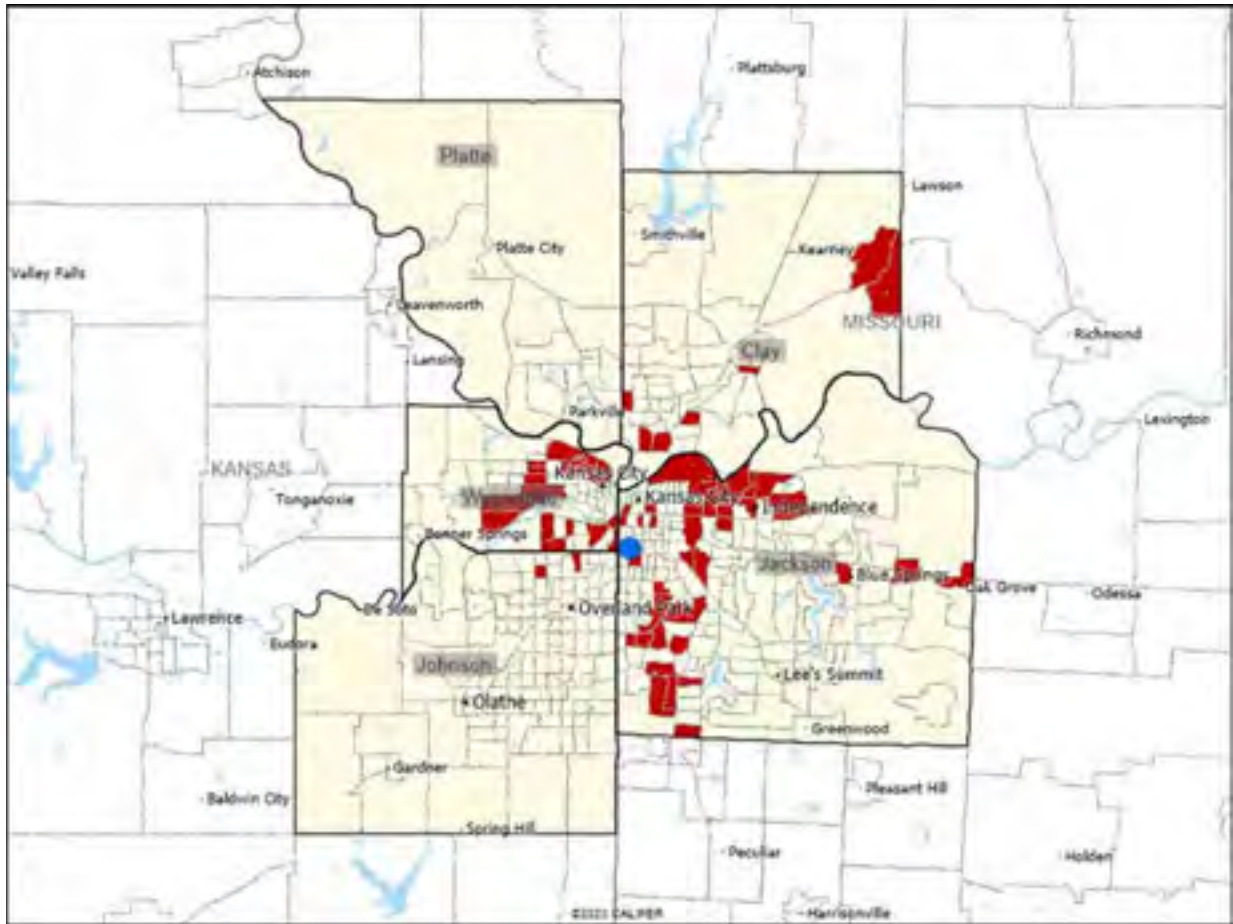 Atchison
Plattsburg
Platte
Lawson
Smithville
Platte City
Kearney
Valley Falls
Leavenworth
MISSOURI
Richmond
Clay
Lansing
Parkville
Lexington
KANSAS
Kansas City
Tonganoxie
Kansas City
Independence
Bonner Springs
Jackson
Blue Springs
Oak Grove
Odessa
De Soto
Overland Park
Lawrence
Eudora
Johnson
Lee's Summit
Olathe
Greenwood
Gardner
Pleasant Hill
Baldwin City
Spring Hill
Peculiar
Holden
Harrisonville